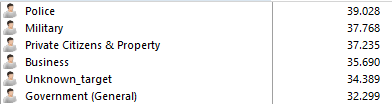 Police 39.028
Military 37.768
Private Citizens & Property 37.235
Business 35.690
Unknown_target 34.389
Government (General) 32.299